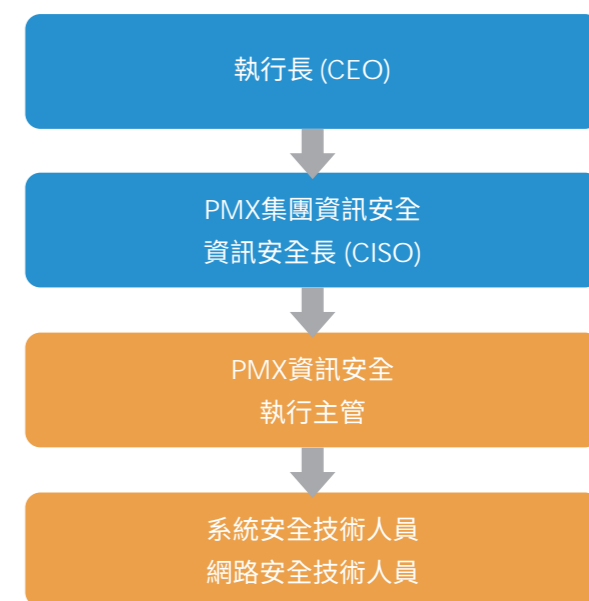 執行長 (CEO)
PMX集團資訊安全
資訊安全長 (CISO)
PMX資訊安全
執行主管
系統安全技術人員
網路安全技術人員